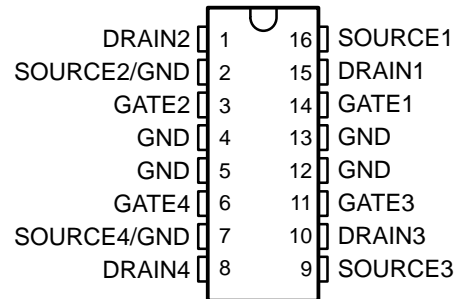 DRAIN2 1 16 SOURCE1
SOURCE2/GND 2 15 DRAIN1
GATE2 3 14 GATE1
GND 4 13 GND
GND 5 12 GND
GATE4 6 11 GATE3
SOURCE4/GND 7 10 DRAIN3
DRAIN4 8 9 SOURCE3